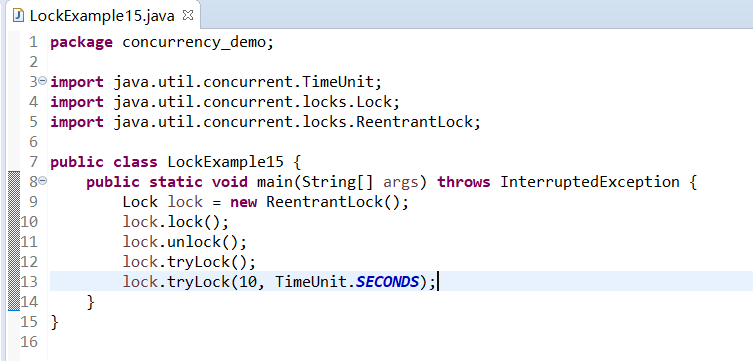 LockExample15.java
1 package concurrency_demo;
2
3 import java.util.concurrent.TimeUnit;
4 import java.util.concurrent.locks.Lock;
5 import java.util.concurrent.locks.ReentrantLock;
6
7 public class LockExample15 {
8     public static void main(String[] args) throws InterruptedException {
9         Lock lock = new ReentrantLock();
10         lock.lock();
11         lock.unlock();
12         lock.tryLock();
13         lock.tryLock(10, TimeUnit.SECONDS);
14     }
15 }
16